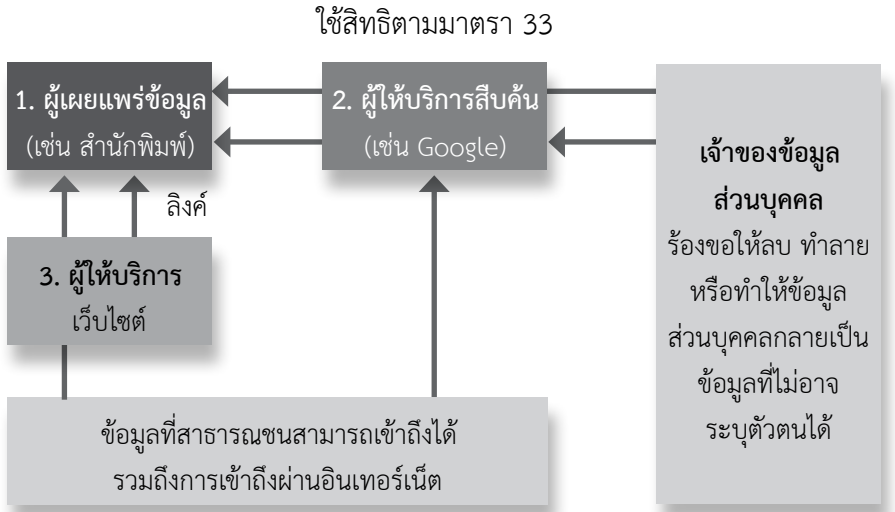 ใช้สิทธิตามมาตรา 33
1. ผู้เผยแพร่ข้อมูล
(เช่น สำนักพิมพ์)
2. ผู้ให้บริการสืบค้น
(เช่น Google)
ลิงค์
3. ผู้ให้บริการ
เว็บไซต์
ข้อมูลที่สาธารณชนสามารถเข้าถึงได้
รวมถึงการเข้าถึงผ่านอินเทอร์เน็ต
เจ้าของข้อมูล
ส่วนบุคคล
ร้องขอให้ลบ ทำลาย
หรือทำให้ข้อมูล
ส่วนบุคคลกลายเป็น
ข้อมูลที่ไม่อาจ
ระบุตัวตนได้